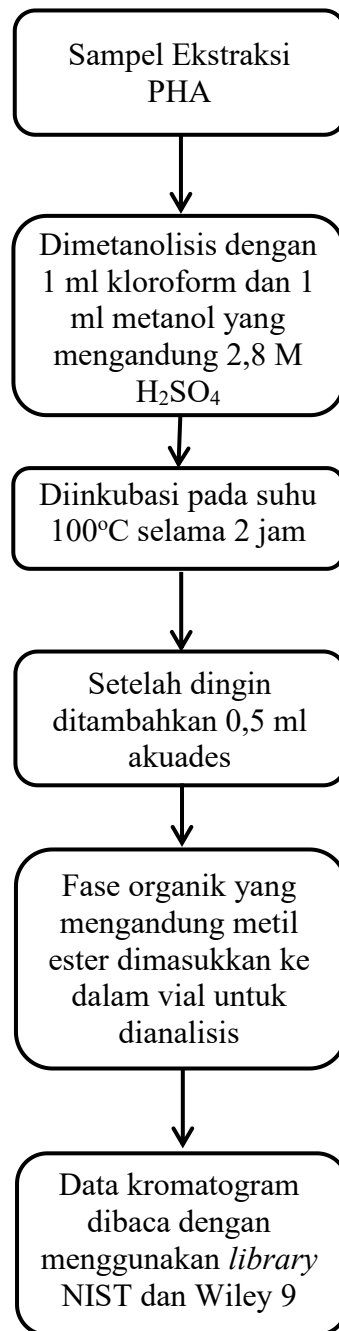 Sampel Ekstraksi
PHA
Dimetanolisis dengan
1 ml kloroform dan 1
ml metanol yang
mengandung 2,8 M
H₂SO₄
Diinkubasi pada suhu
100°C selama 2 jam
Setelah dingin
ditambahkan 0,5 ml
akuades
Fase organik yang
mengandung metil
ester dimasukkan ke
dalam vial untuk
dianalisis
Data kromatogram
dibaca dengan
menggunakan library
NIST dan Wiley 9